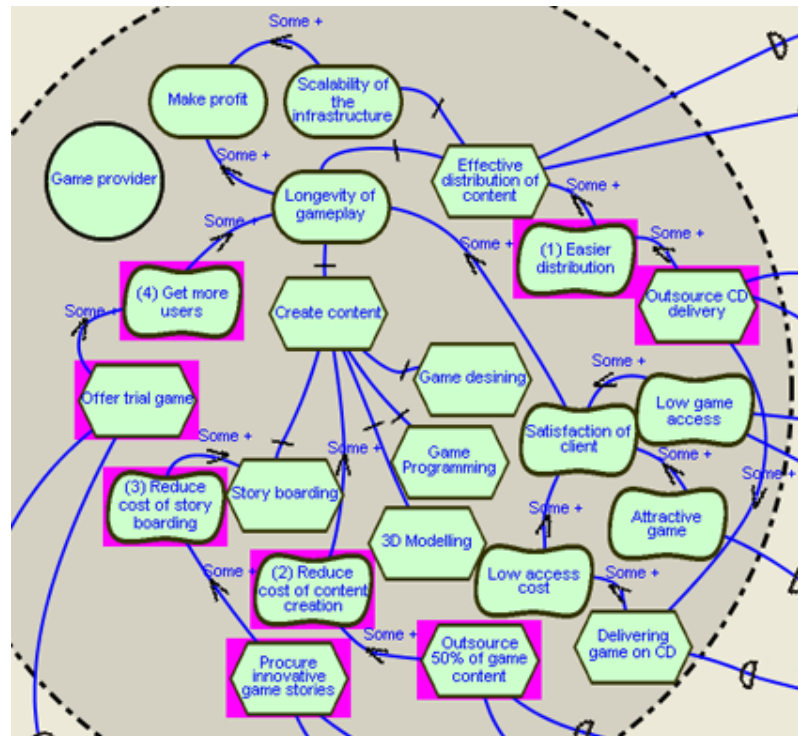 Some +
Make profit
Scalability of
the
infrastructure
Game provider
Some +
Effective
distribution of
content
Longevity of
gameplay
Some +
Some +
Some +
Some +
(1) Easier
distribution
(4) Get more
users
Outsource CD
delivery
Create content
Some +
Offer trial game
Game desining
Some +
Low game
access
Satisfaction of
client
Some +
Some +
Game
Programming
Some +
Some +
(3) Reduce
cost of story
boarding
Story boarding
Attractive
game
Some +
3D Modelling
Some +
(2) Reduce
cost of content
creation
Low access
cost
Some +
Some +
Delivering
game on CD
Procure
innovative
game stories
Outsource
50% of game
content